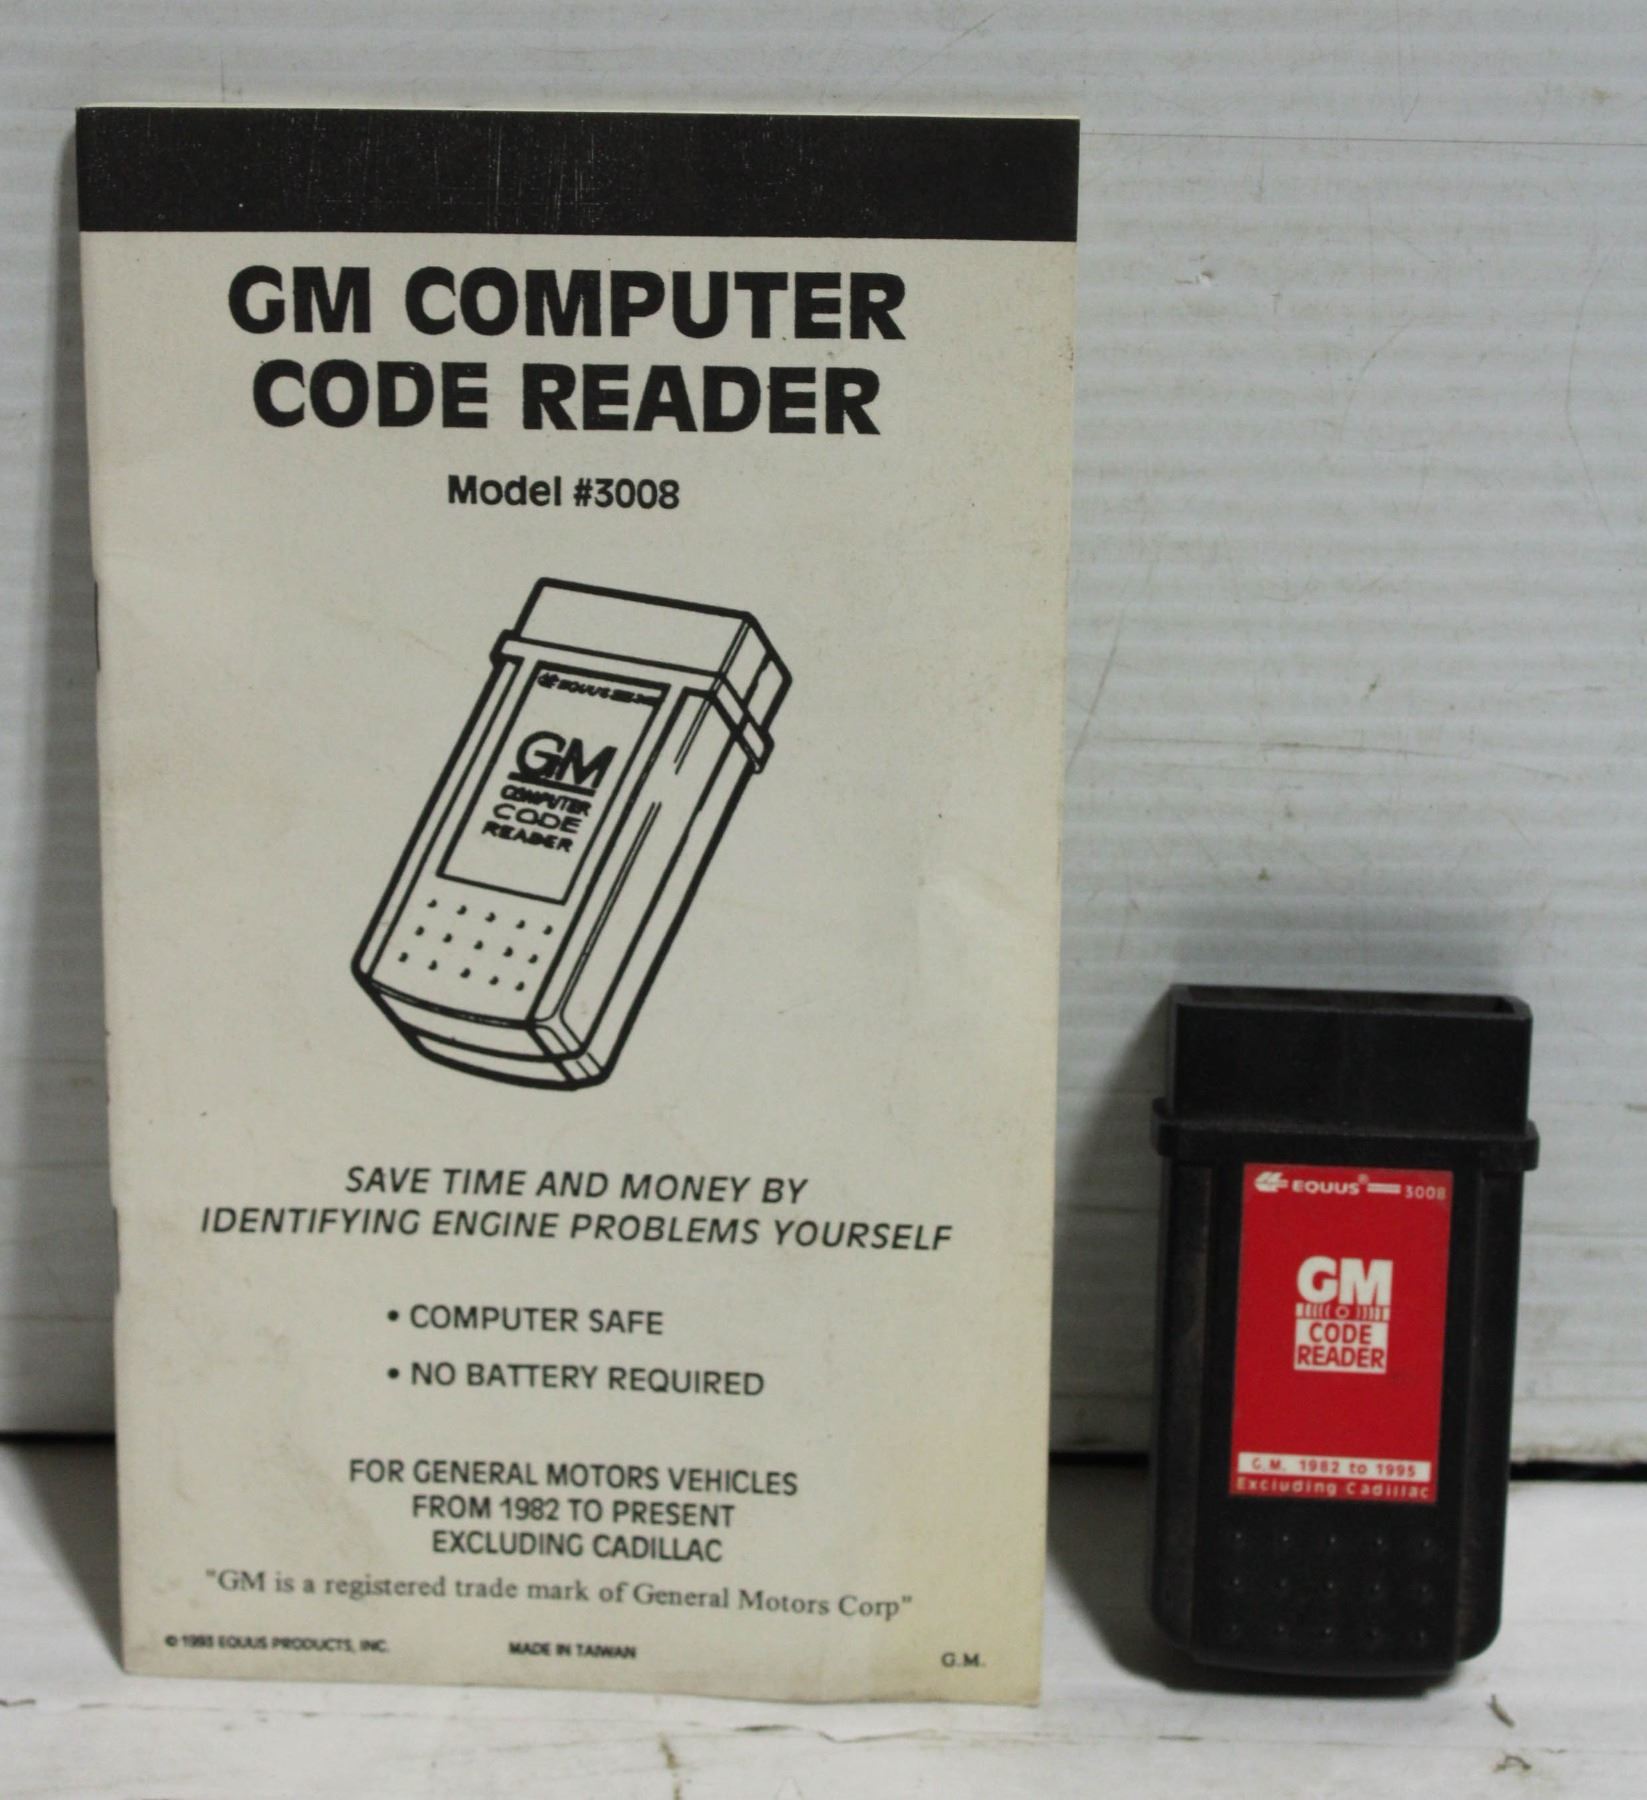 GM COMPUTER
CODE READER
Model #3008
EQUUS
GM
COMPUTER
CODE
READER
SAVE TIME AND MONEY BY
IDENTIFYING ENGINE PROBLEMS YOURSELF
• COMPUTER SAFE
• NO BATTERY REQUIRED
FOR GENERAL MOTORS VEHICLES
FROM 1982 TO PRESENT
EXCLUDING CADILLAC
"GM is a registered trade mark of General Motors Corp"
© 1993 EQUUS PRODUCTS, INC. MADE IN TAIWAN G.M.
EQUUS® 3008
GM
CODE
READER
G.M. 1982 to 1995
Excluding Cadillac